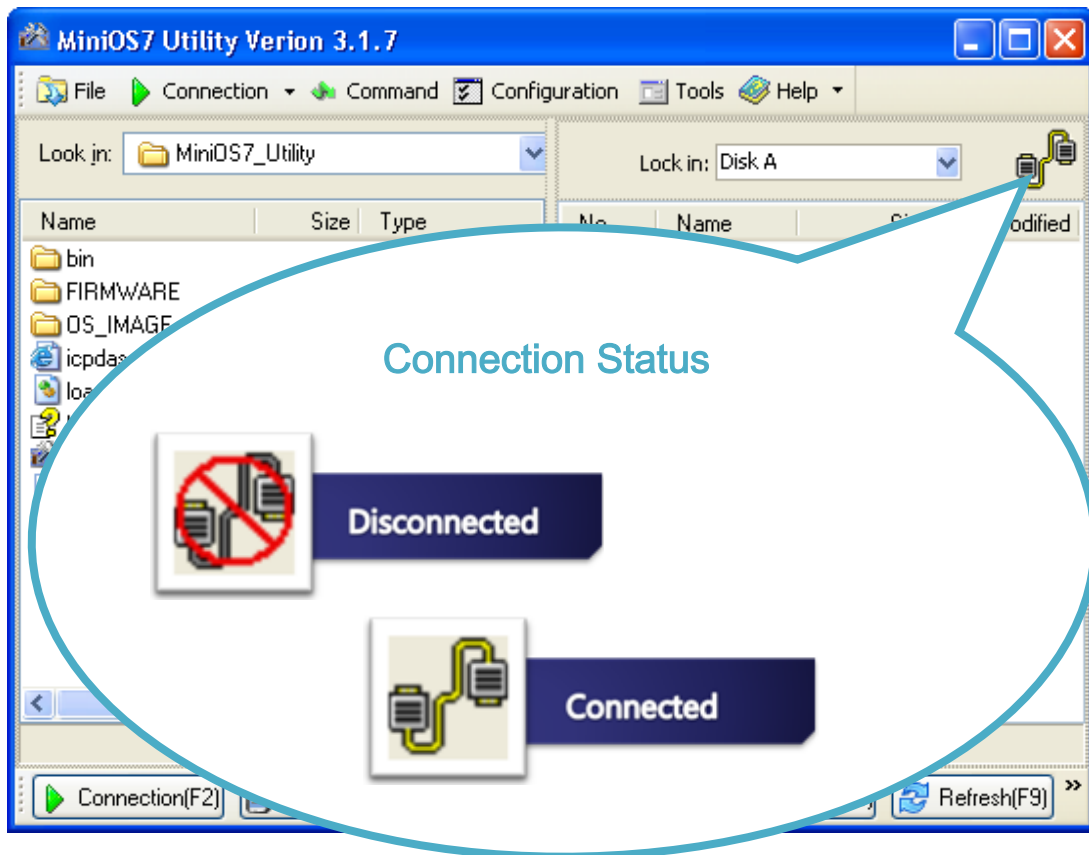 MiniOS7 Utility Verion 3.1.7
File Connection Command Configuration Tools Help
Look in: MiniOS7_Utility
Lock in: Disk A
Name Size Type
No Name
bin
FIRMWARE
OS_IMAGE
Connection Status
Disconnected
Connected
Connection(F2) Refresh(F9) »